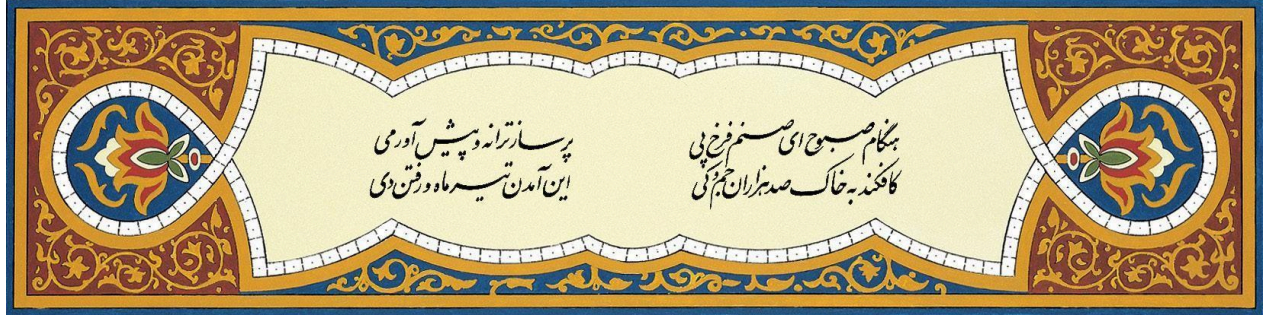 هنگام صبوح ای صنم فرخ پی
پر ساز ترانه و پیش آور می
کافکند به خاک صد هزاران جم و کی
این آمدن تیر ماه و رفتن دی